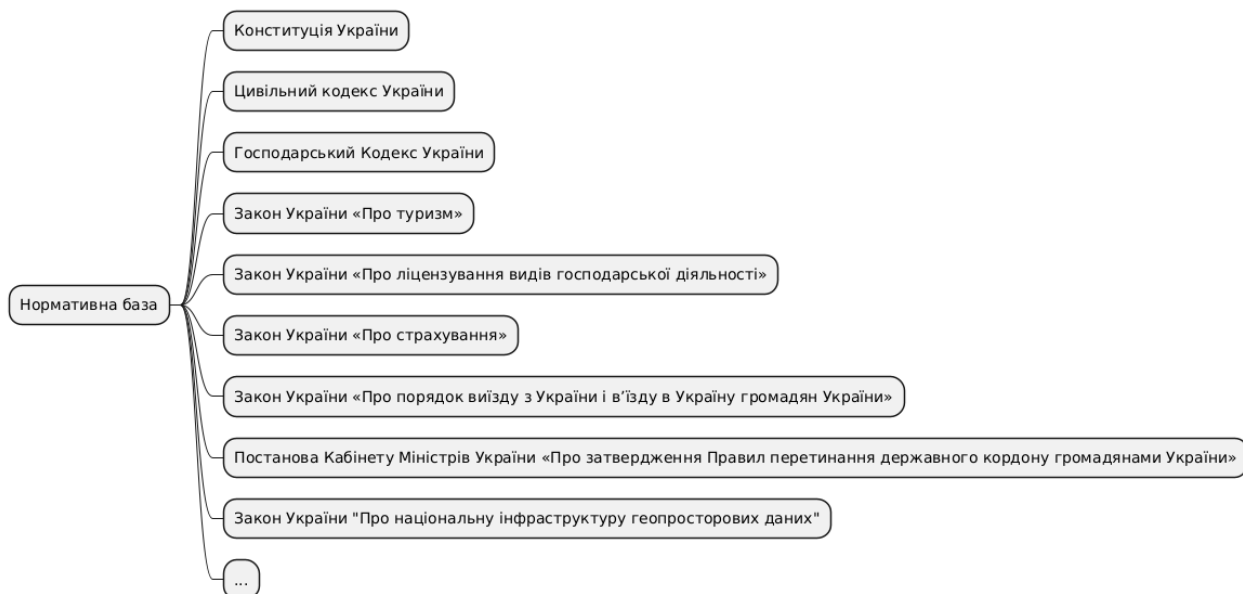 Конституція України
Цивільний кодекс України
Господарський Кодекс України
Закон України «Про туризм»
Закон України «Про ліцензування видів господарської діяльності»
Нормативна база
Закон України «Про страхування»
Закон України «Про порядок виїзду з України і в’їзду в Україну громадян України»
Постанова Кабінету Міністрів України «Про затвердження Правил перетинання державного кордону громадянами України»
Закон України "Про національну інфраструктуру геопросторових даних"
...